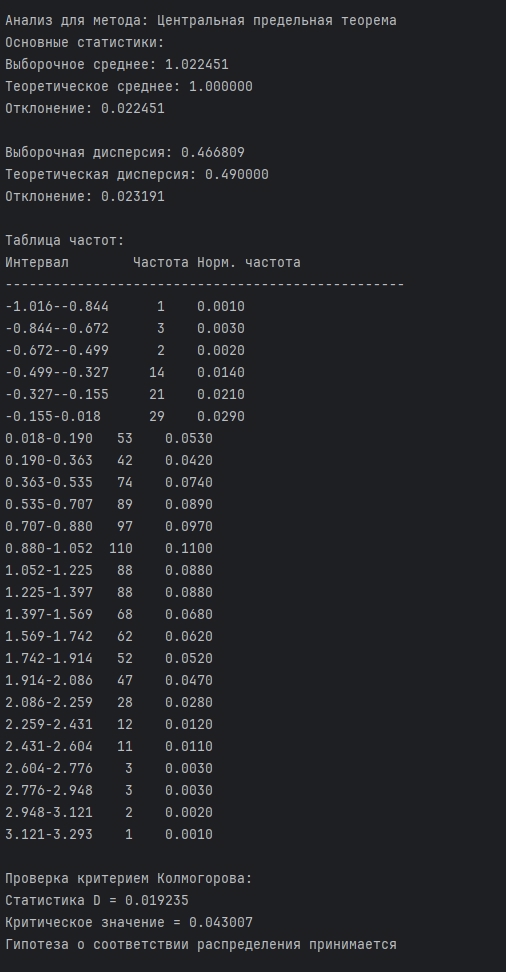 Анализ для метода: Центральная предельная теорема
Основные статистики:
Выборочное среднее: 1.022451
Теоретическое среднее: 1.000000
Отклонение: 0.022451
Выборочная дисперсия: 0.466809
Теоретическая дисперсия: 0.490000
Отклонение: 0.023191
Таблица частот:
Интервал        Частота Норм. частота
--------------------------------------------------
-1.016--0.844      1    0.0010
-0.844--0.672      3    0.0030
-0.672--0.499      2    0.0020
-0.499--0.327     14    0.0140
-0.327--0.155     21    0.0210
-0.155-0.018      29    0.0290
0.018-0.190   53    0.0530
0.190-0.363   42    0.0420
0.363-0.535   74    0.0740
0.535-0.707   89    0.0890
0.707-0.880   97    0.0970
0.880-1.052  110    0.1100
1.052-1.225   88    0.0880
1.225-1.397   88    0.0880
1.397-1.569   68    0.0680
1.569-1.742   62    0.0620
1.742-1.914   52    0.0520
1.914-2.086   47    0.0470
2.086-2.259   28    0.0280
2.259-2.431   12    0.0120
2.431-2.604   11    0.0110
2.604-2.776    3    0.0030
2.776-2.948    3    0.0030
2.948-3.121    2    0.0020
3.121-3.293    1    0.0010
Проверка критерием Колмогорова:
Статистика D = 0.019235
Критическое значение = 0.043007
Гипотеза о соответствии распределения принимается